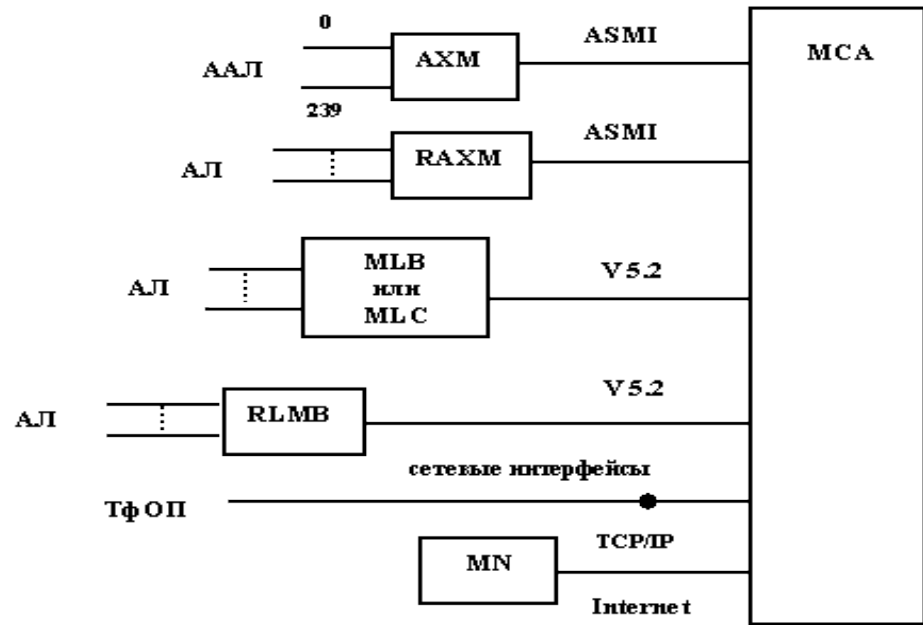 0
ААЛ
AXM
ASMI
MCA
239
АЛ
RAXM
ASMI
АЛ
MLB
или
MLC
V5.2
АЛ
RLMB
V5.2
сетевые интерфейсы
ТфОП
MN
TCP/IP
Internet